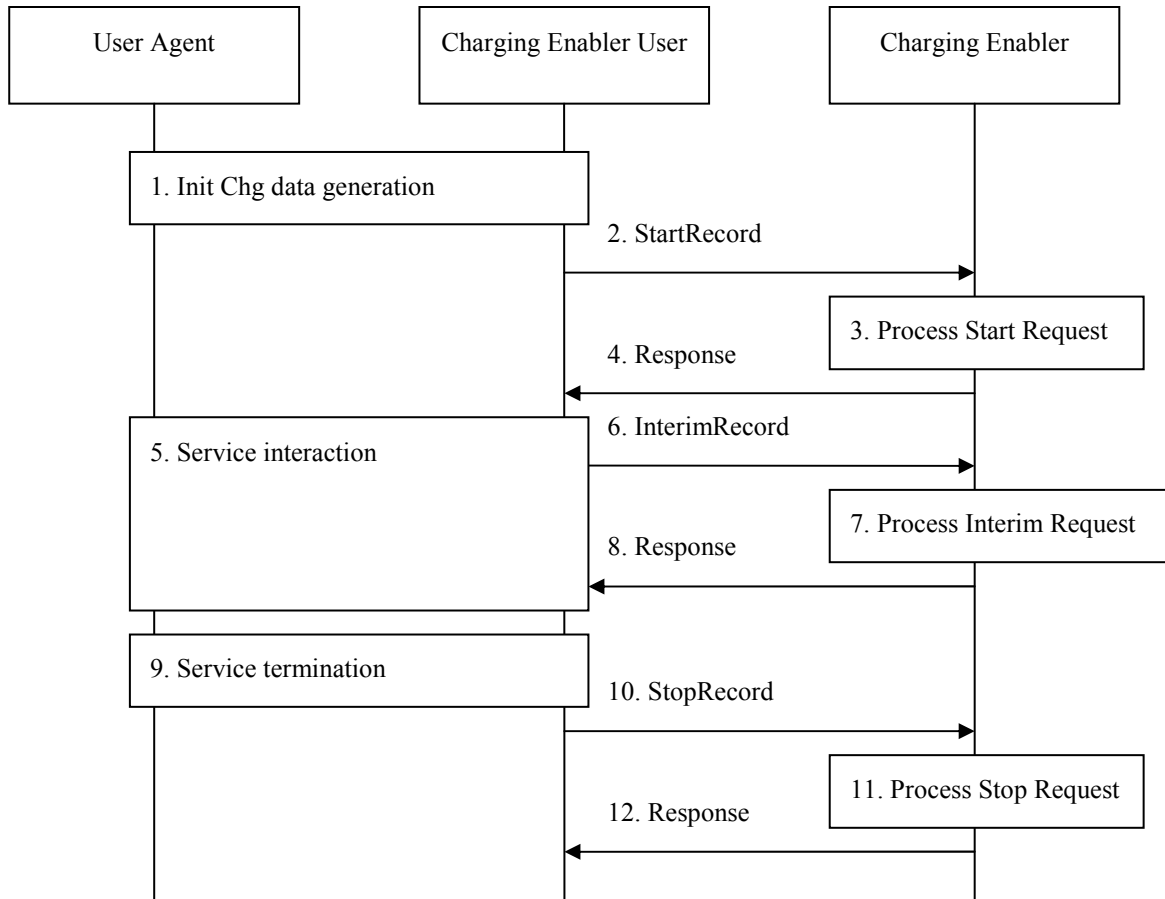 User Agent
Charging Enabler User
Charging Enabler
1. Init Chg data generation
2. StartRecord
3. Process Start Request
4. Response
5. Service interaction
6. InterimRecord
7. Process Interim Request
8. Response
9. Service termination
10. StopRecord
11. Process Stop Request
12. Response